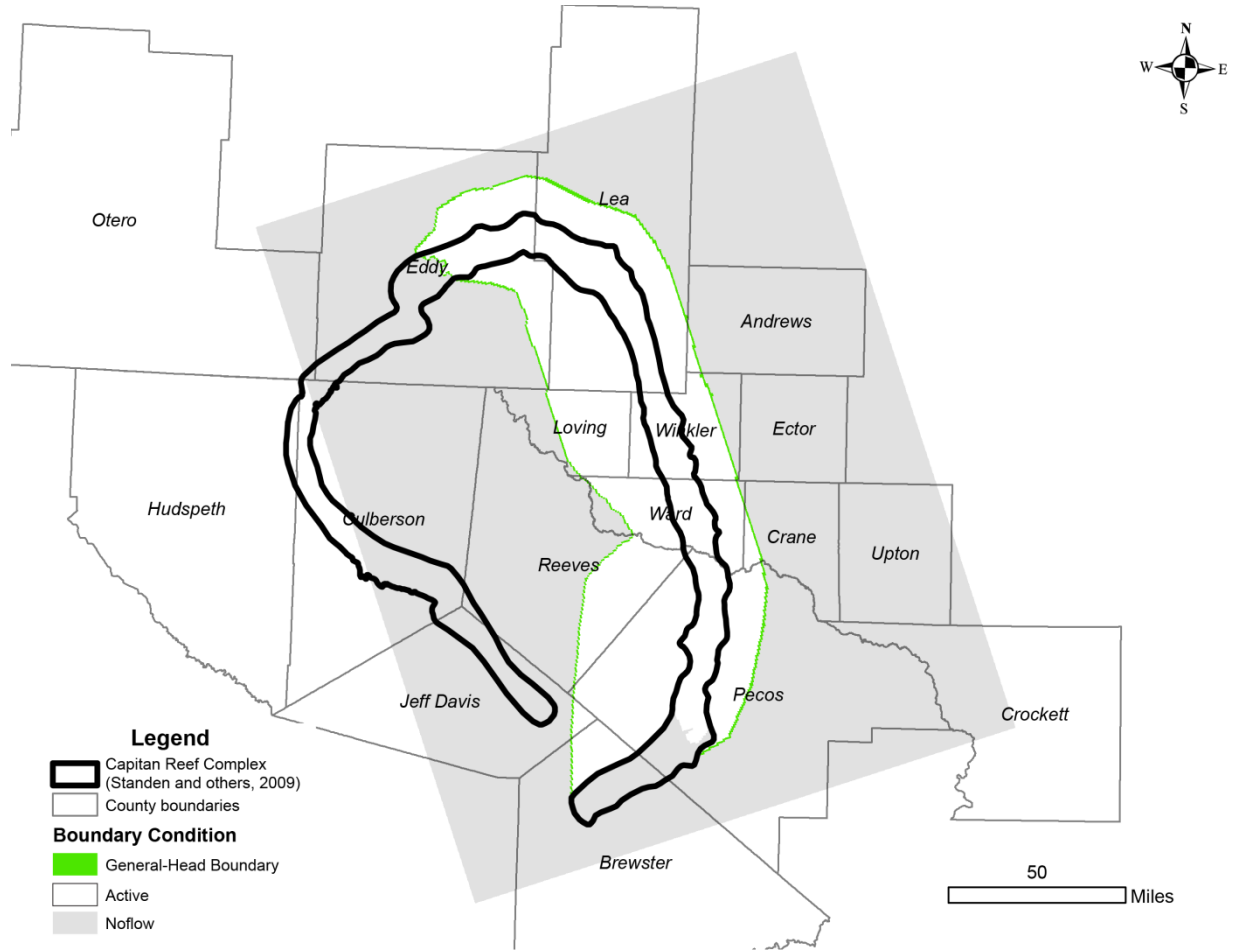 N
W E
S
Lea
Otero
Eddy
Andrews
Loving
Winkler
Ector
Hudspeth
Culberson
Ward
Crane
Upton
Reeves
Jeff Davis
Pecos
Crockett
Brewster
Legend
Capitan Reef Complex
(Standen and others, 2009)
County boundaries
Boundary Condition
General-Head Boundary
Active
Noflow
50
Miles